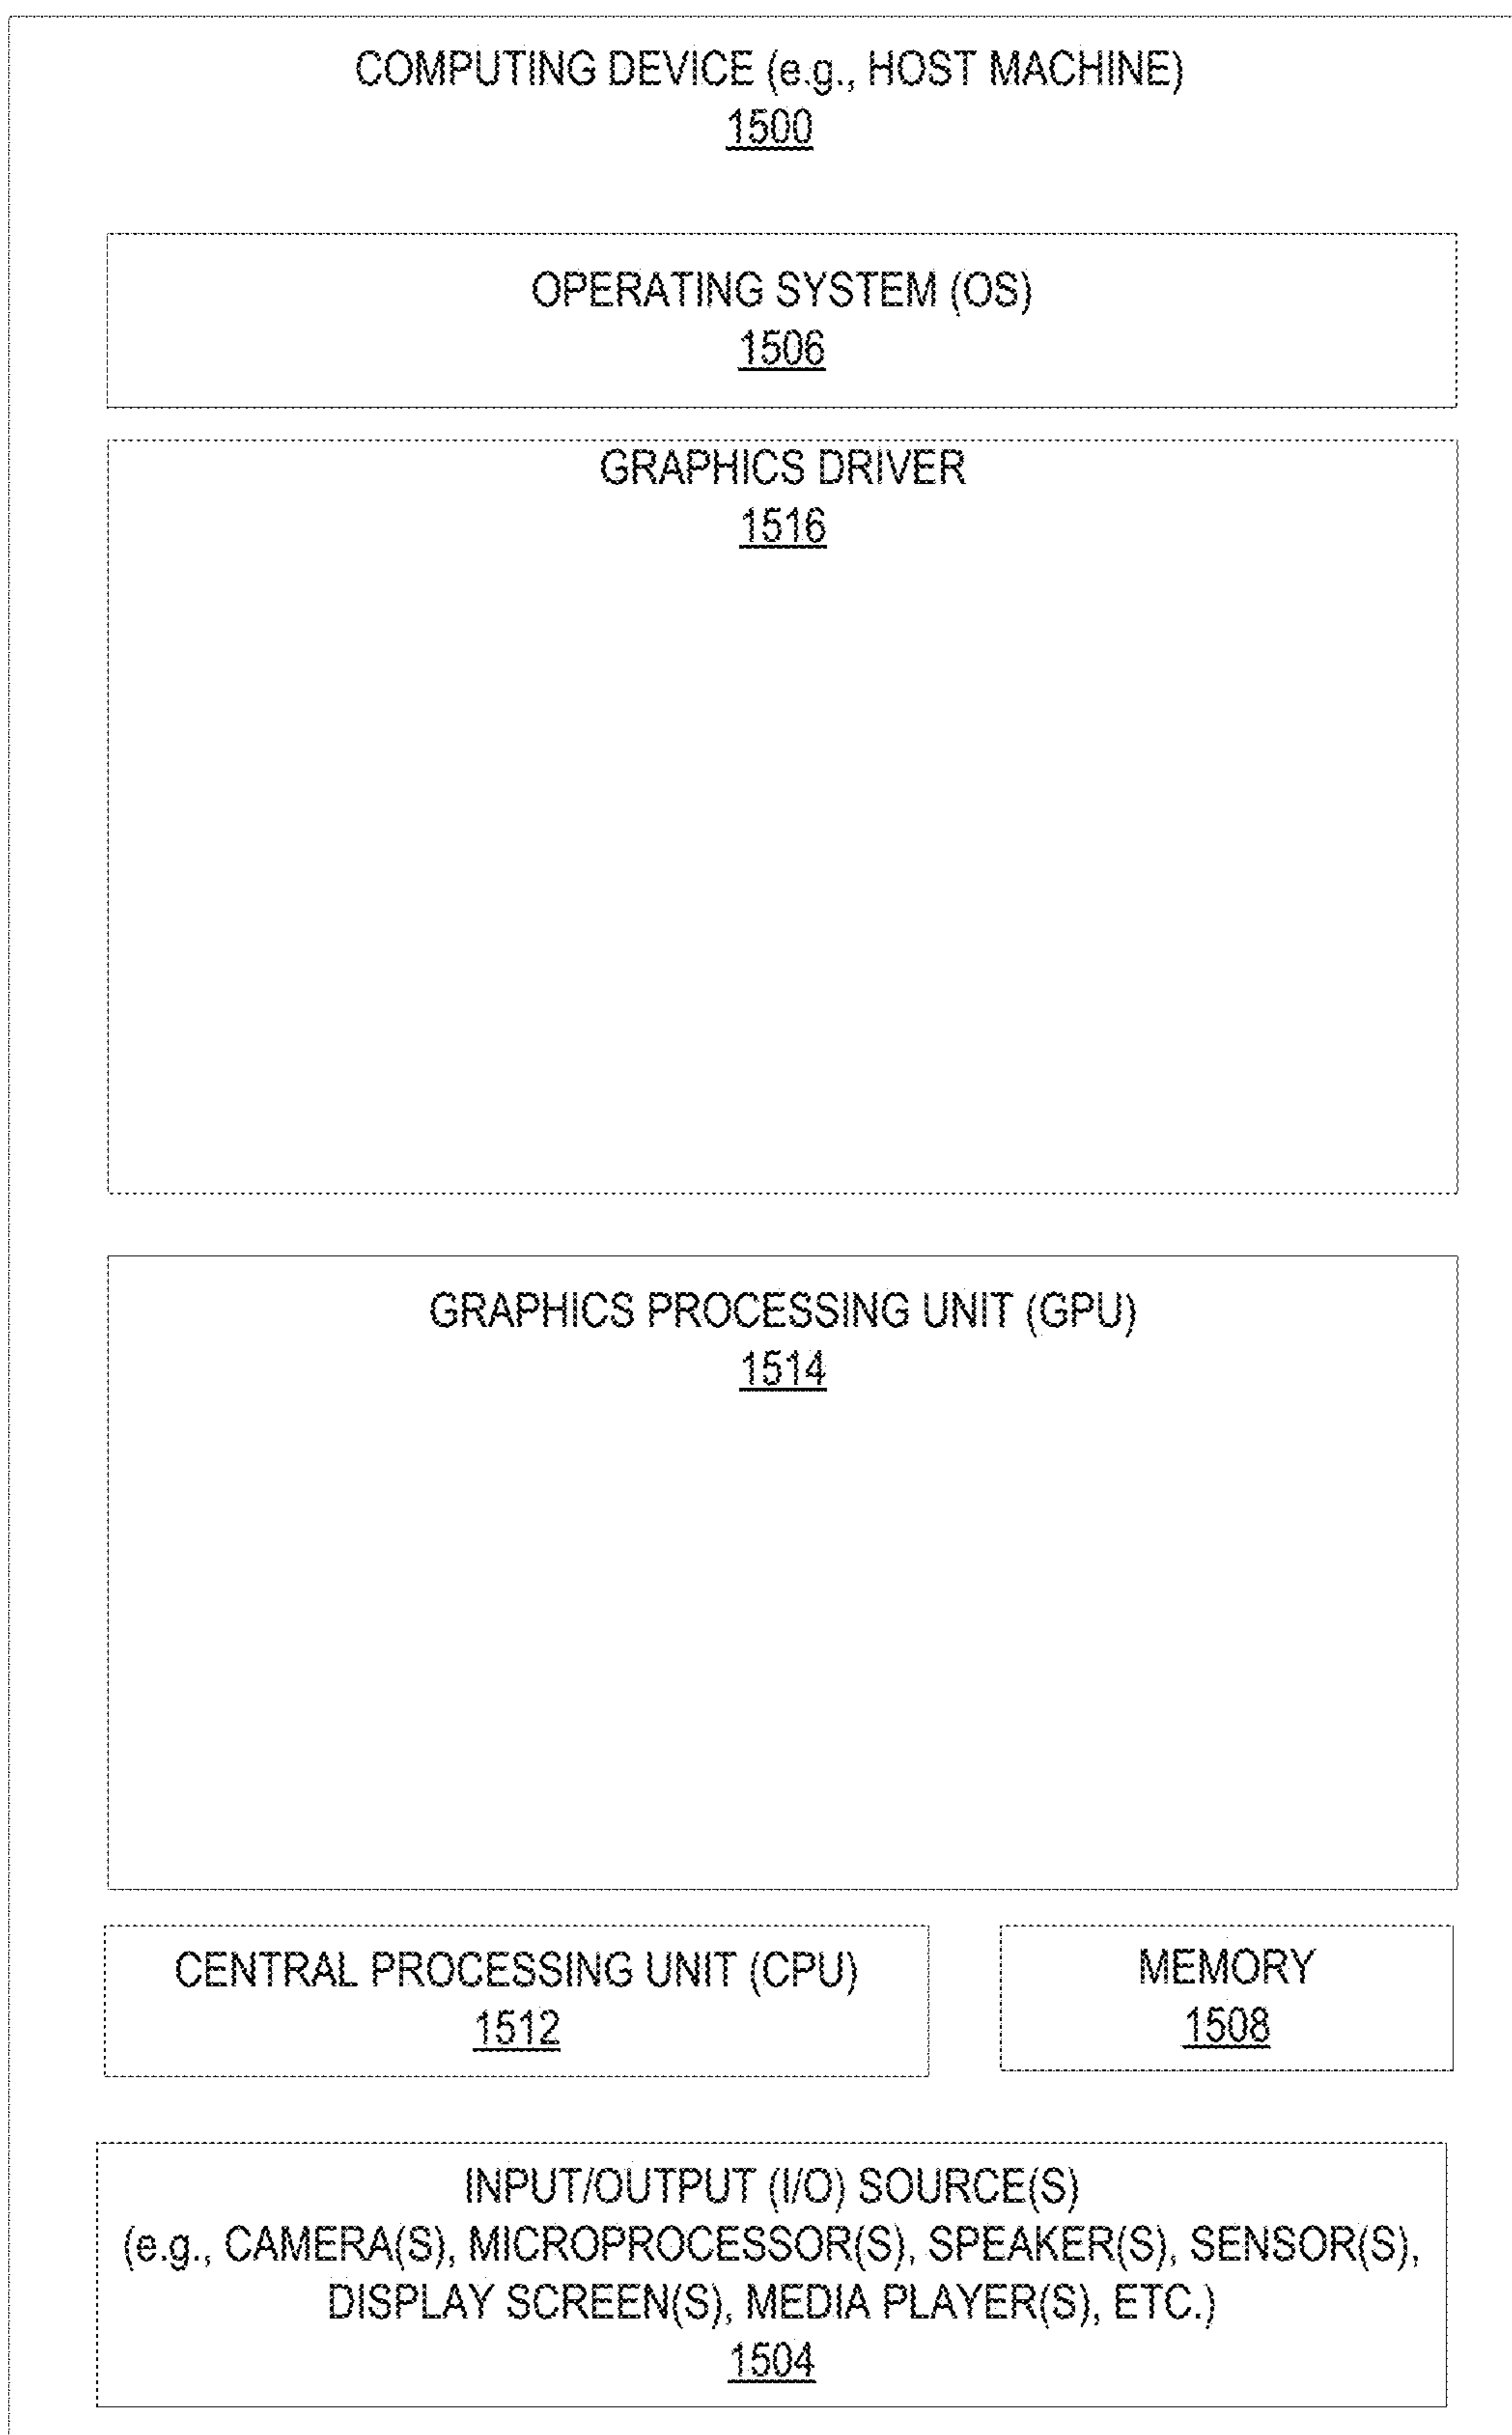 COMPUTING DEVICE (e.g., HOST MACHINE)
1500
OPERATING SYSTEM (OS)
1506
GRAPHICS DRIVER
1516
GRAPHICS PROCESSING UNIT (GPU)
1514
CENTRAL PROCESSING UNIT (CPU)
1512
MEMORY
1508
INPUT/OUTPUT (I/O) SOURCE(S)
(e.g., CAMERA(S), MICROPROCESSOR(S), SPEAKER(S), SENSOR(S),
DISPLAY SCREEN(S), MEDIA PLAYER(S), ETC.)
1504